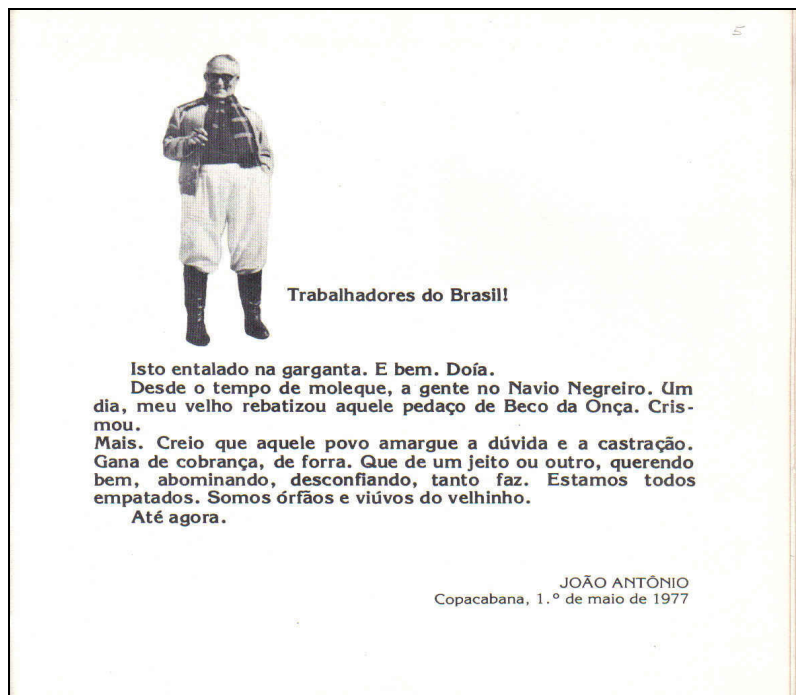 5
Trabalhadores do Brasil!
Isto entalado na garganta. E bem. Doía.
Desde o tempo de moleque, a gente no Navio Negreiro. Um
dia, meu velho rebatizou aquele pedaço de Beco da Onça. Cris-
mou.
Mais. Creio que aquele povo amargue a dúvida e a castração.
Gana de cobrança, de forra. Que de um jeito ou outro, querendo
bem, abominando, desconfiando, tanto faz. Estamos todos
empatados. Somos órfãos e viúvos do velhinho.
Até agora.
JOÃO ANTÔNIO
Copacabana, 1.º de maio de 1977